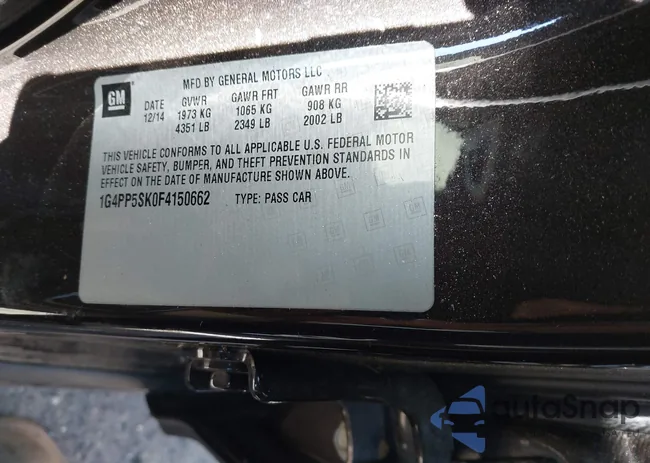 MFD BY GENERAL MOTORS LLC
GM
DATE GVWR GAWR FRT GAWR RR
12/14 1973 KG 1065 KG 908 KG
4351 LB 2349 LB 2002 LB
THIS VEHICLE CONFORMS TO ALL APPLICABLE U.S. FEDERAL MOTOR
VEHICLE SAFETY, BUMPER, AND THEFT PREVENTION STANDARDS IN
EFFECT ON THE DATE OF MANUFACTURE SHOWN ABOVE.
1G4PP5SK0F4150662 TYPE: PASS CAR
autoSnap